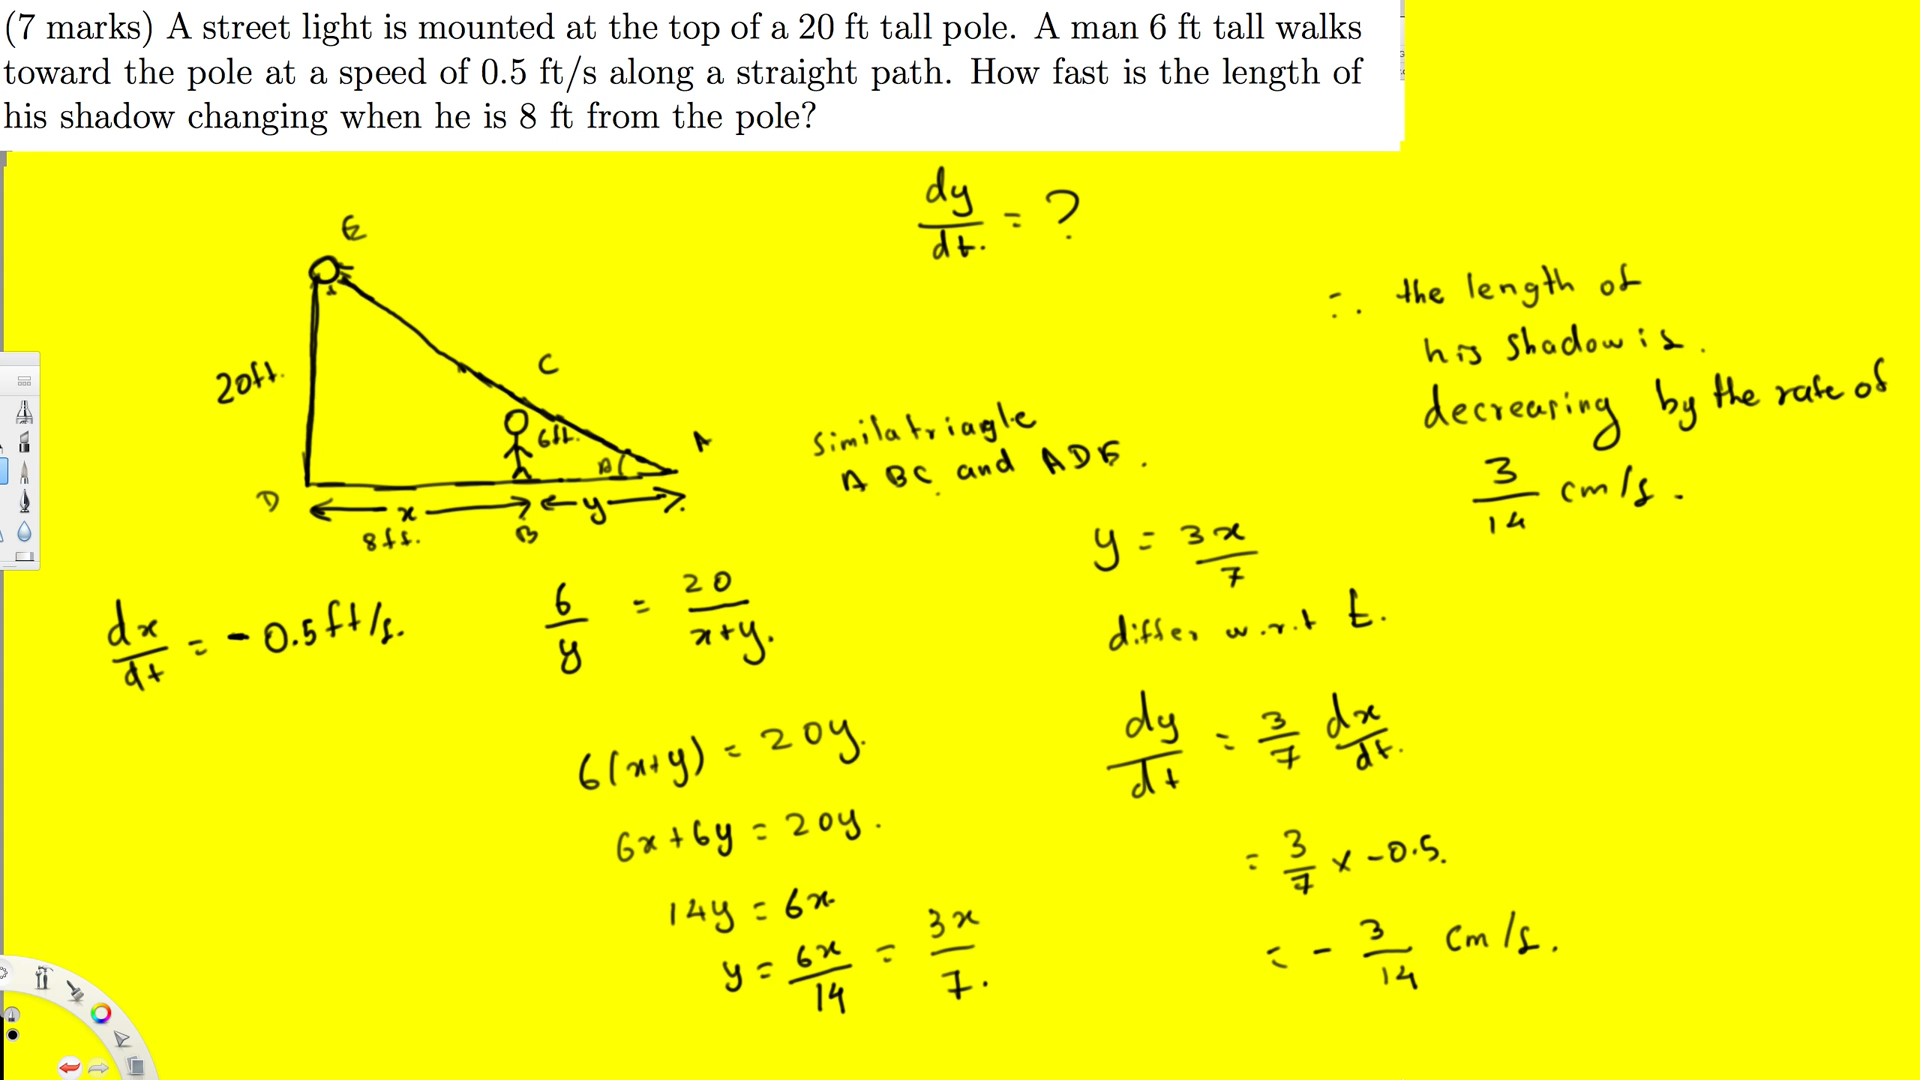 (7 marks) A street light is mounted at the top of a 20 ft tall pole. A man 6 ft tall walks
toward the pole at a speed of 0.5 ft/s along a straight path. How fast is the length of
his shadow changing when he is 8 ft from the pole?
dy/dt. = ?
E
20ft.
C
6ft.
A
D
x
y
8ft.
B
dx/dt = - 0.5ft/s.
Similatriagle
ABC and ADE.
6/y = 20/x+y.
6(x+y) = 20y.
6x+6y = 20y.
14y = 6x
y = 6x/14 = 3x/7.
y = 3x/7
differ w.r.t t.
dy/dt = 3/7 dx/dt.
= 3/7 x -0.5.
= - 3/14 cm/s.
∴ the length of
his shadow is.
decreasing by the rate of
3/14 cm/s.